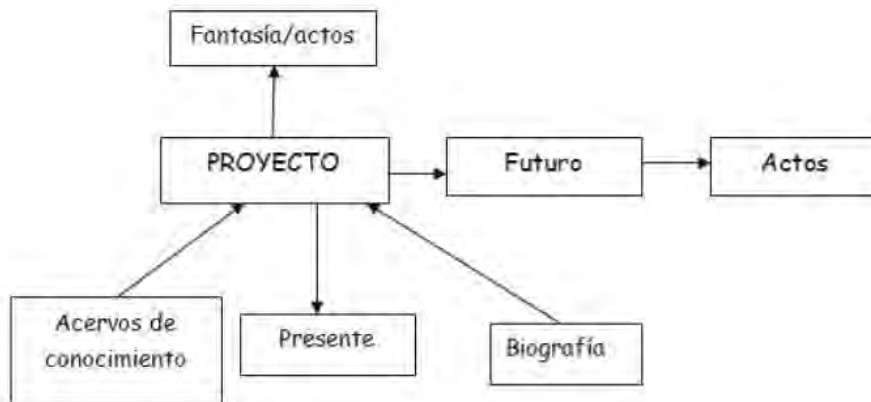 Fantasía/actos
PROYECTO
Futuro
Actos
Acervos de
conocimiento
Presente
Biografía